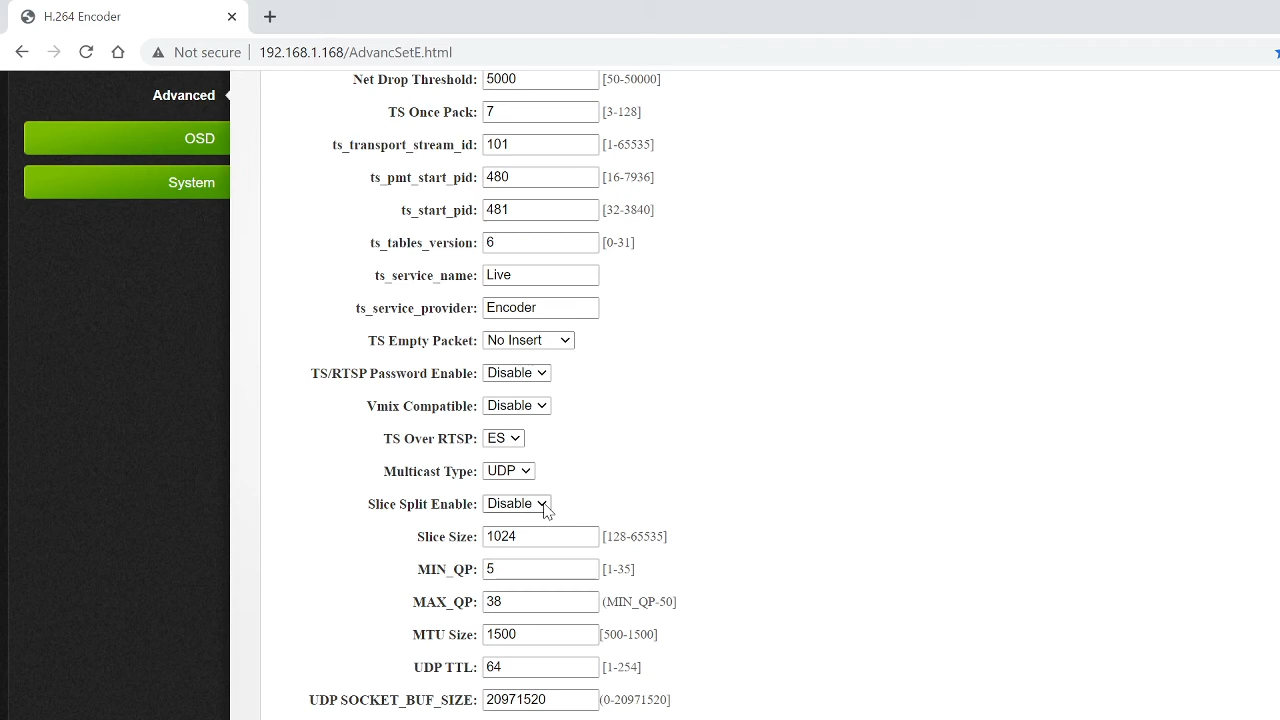 H.264 Encoder
Not secure 192.168.1.168/AdvancSetE.html
Advanced
OSD
System
Net Drop Threshold: 5000 [50-50000]
TS Once Pack: 7 [3-128]
ts_transport_stream_id: 101 [1-65535]
ts_pmt_start_pid: 480 [16-7936]
ts_start_pid: 481 [32-3840]
ts_tables_version: 6 [0-31]
ts_service_name: Live
ts_service_provider: Encoder
TS Empty Packet: No Insert
TS/RTSP Password Enable: Disable
Vmix Compatible: Disable
TS Over RTSP: ES
Multicast Type: UDP
Slice Split Enable: Disable
Slice Size: 1024 [128-65535]
MIN_QP: 5 [1-35]
MAX_QP: 38 (MIN_QP-50]
MTU Size: 1500 [500-1500]
UDP TTL: 64 [1-254]
UDP SOCKET_BUF_SIZE: 20971520 (0-20971520]